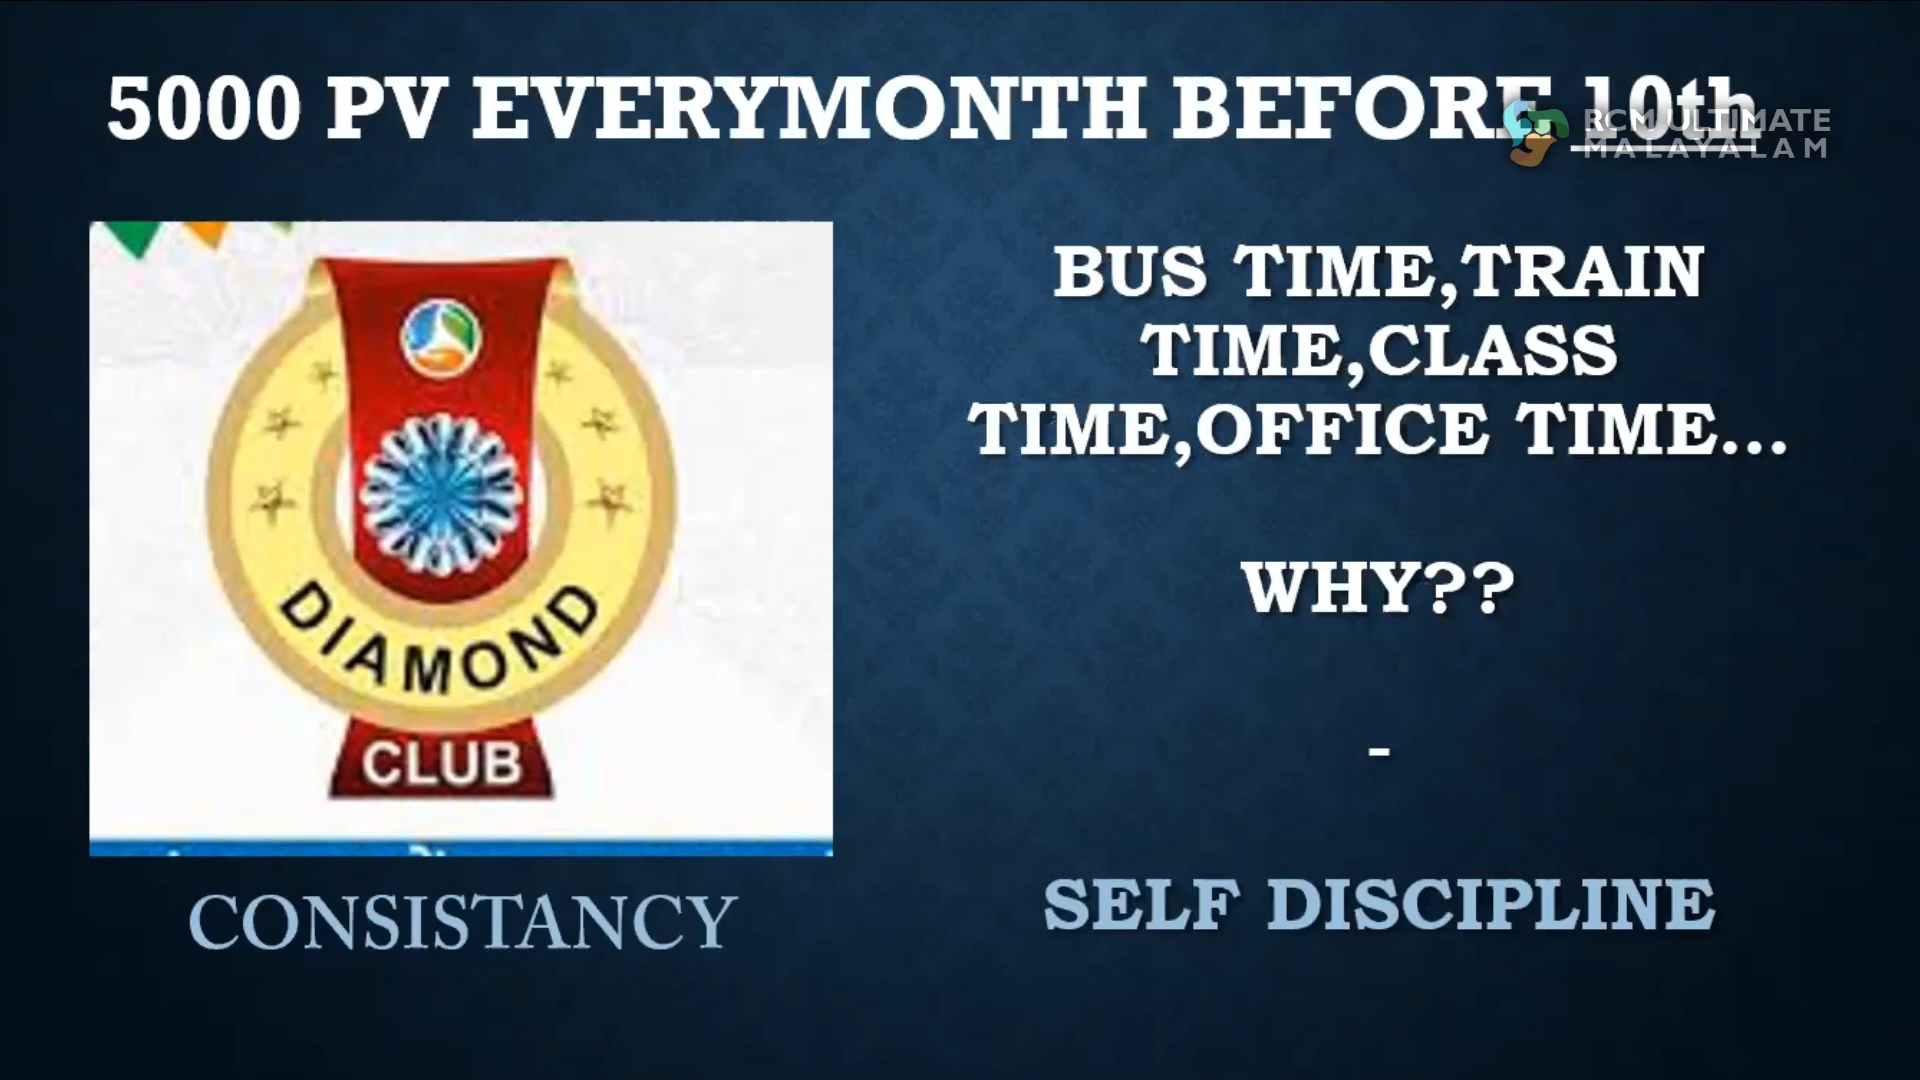 5000 PV EVERYMONTH BEFORE 10th
RCM ULTIMATE
MALAYALAM
DIAMOND
CLUB
CONSISTANCY
BUS TIME,TRAIN
TIME,CLASS
TIME,OFFICE TIME...
WHY??
-
SELF DISCIPLINE